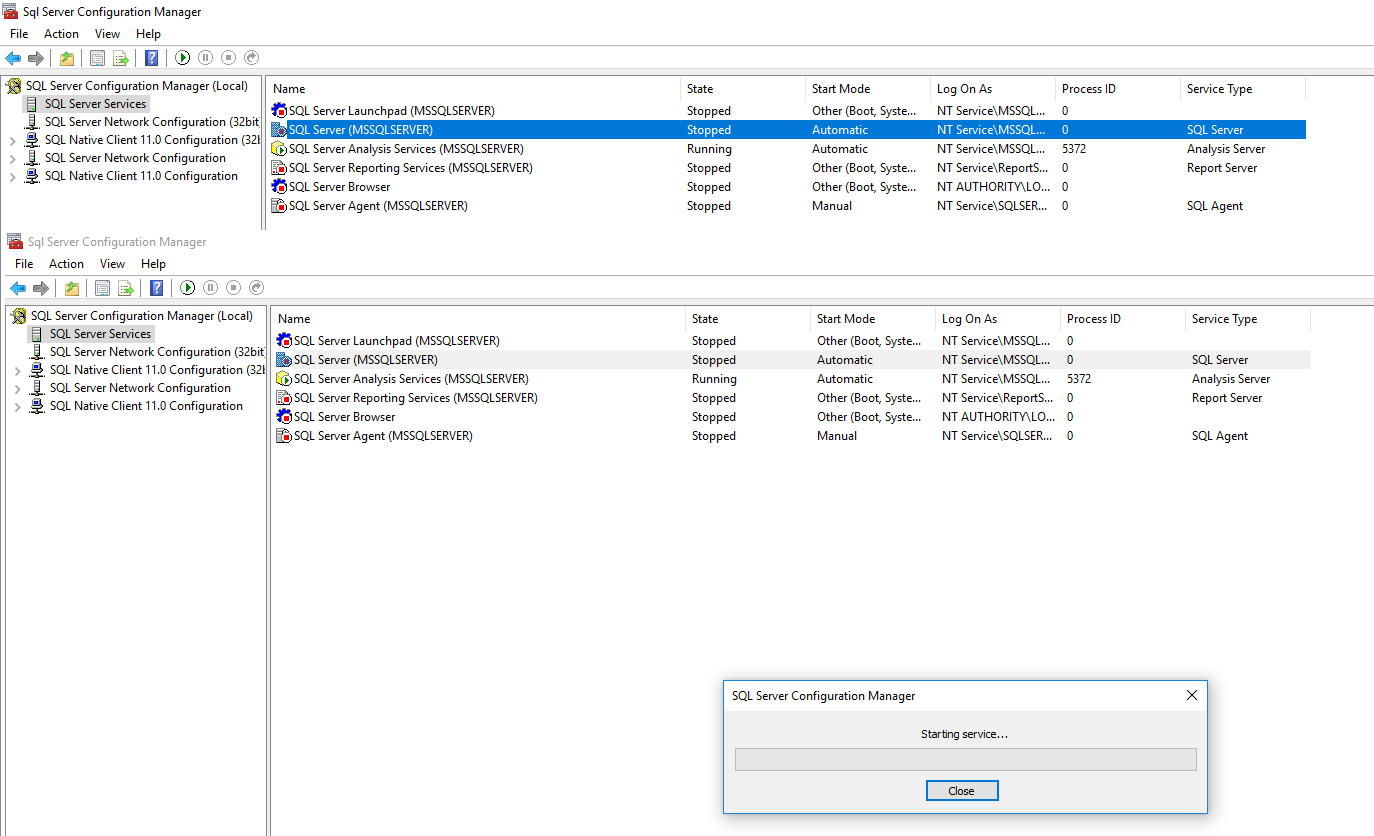 Sql Server Configuration Manager
File Action View Help
SQL Server Configuration Manager (Local)
SQL Server Services
SQL Server Network Configuration (32bit
SQL Native Client 11.0 Configuration (32b
SQL Server Network Configuration
SQL Native Client 11.0 Configuration
Name State Start Mode Log On As Process ID Service Type
SQL Server Launchpad (MSSQLSERVER) Stopped Other (Boot, Syste... NT Service\MSSQL... 0
SQL Server (MSSQLSERVER) Stopped Automatic NT Service\MSSQL... 0 SQL Server
SQL Server Analysis Services (MSSQLSERVER) Running Automatic NT Service\MSSQL... 5372 Analysis Server
SQL Server Reporting Services (MSSQLSERVER) Stopped Other (Boot, Syste... NT Service\ReportS... 0 Report Server
SQL Server Browser Stopped Other (Boot, Syste... NT AUTHORITY\LO... 0
SQL Server Agent (MSSQLSERVER) Stopped Manual NT Service\SQLSER... 0 SQL Agent
Sql Server Configuration Manager
File Action View Help
SQL Server Configuration Manager (Local)
SQL Server Services
SQL Server Network Configuration (32bit
SQL Native Client 11.0 Configuration (32b
SQL Server Network Configuration
SQL Native Client 11.0 Configuration
Name State Start Mode Log On As Process ID Service Type
SQL Server Launchpad (MSSQLSERVER) Stopped Other (Boot, Syste... NT Service\MSSQL... 0
SQL Server (MSSQLSERVER) Stopped Automatic NT Service\MSSQL... 0 SQL Server
SQL Server Analysis Services (MSSQLSERVER) Running Automatic NT Service\MSSQL... 5372 Analysis Server
SQL Server Reporting Services (MSSQLSERVER) Stopped Other (Boot, Syste... NT Service\ReportS... 0 Report Server
SQL Server Browser Stopped Other (Boot, Syste... NT AUTHORITY\LO... 0
SQL Server Agent (MSSQLSERVER) Stopped Manual NT Service\SQLSER... 0 SQL Agent
SQL Server Configuration Manager
Starting service...
Close